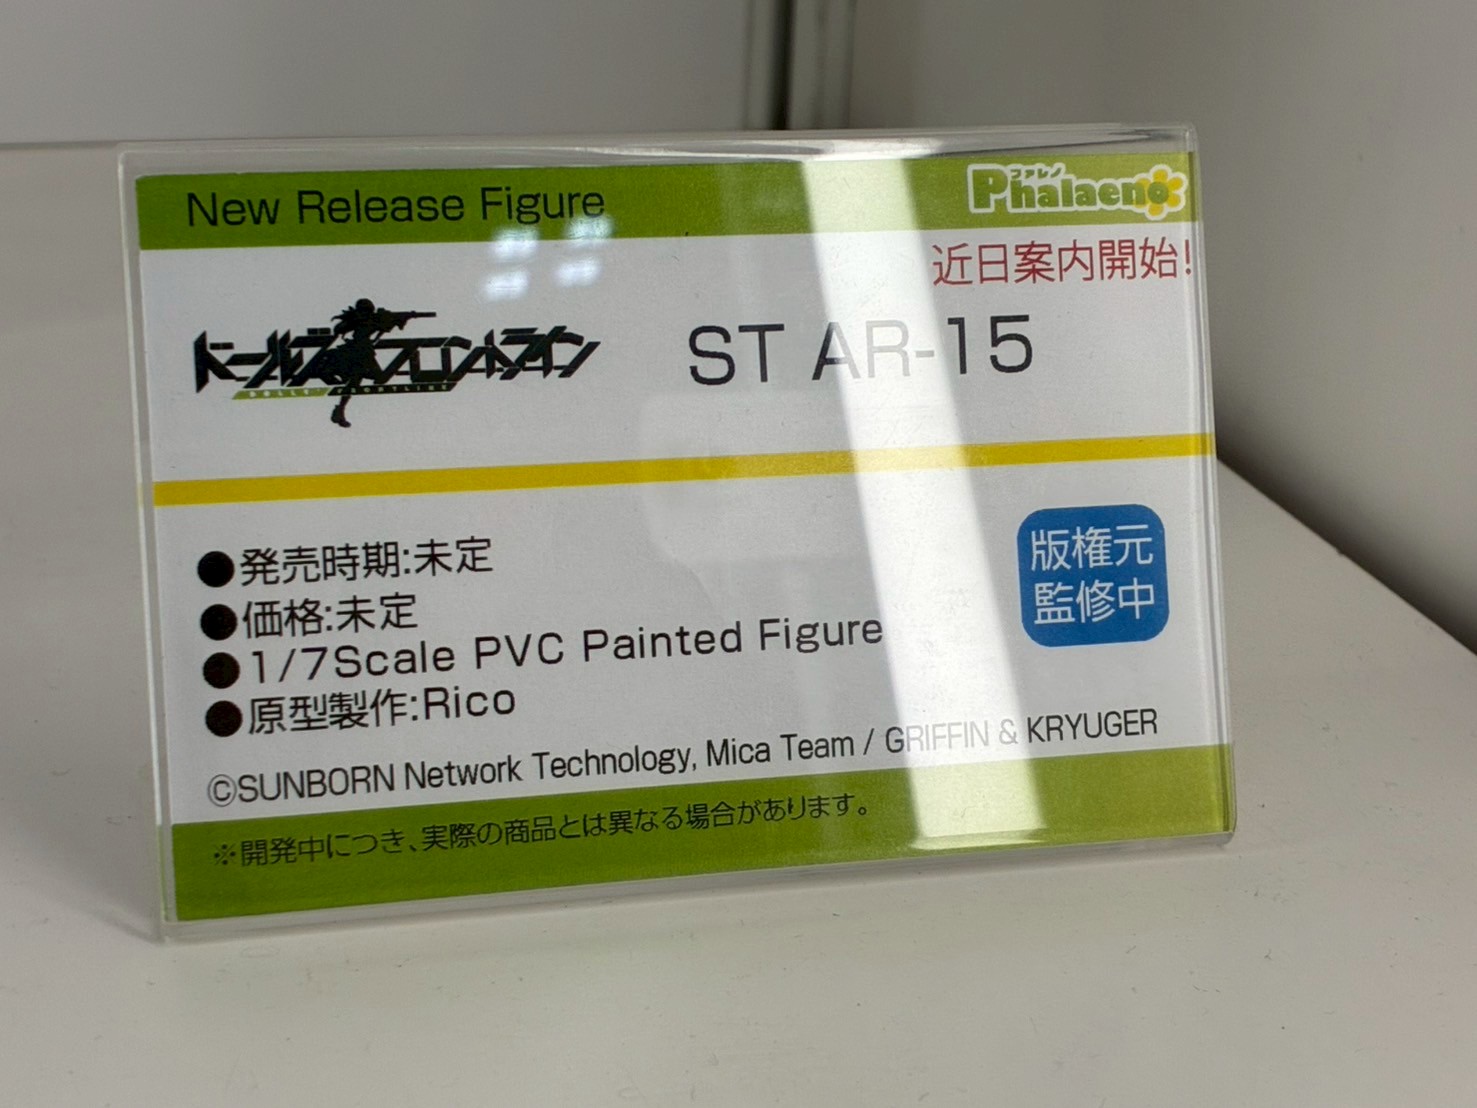 New Release Figure
ファレノ
Phalaeno
近日案内開始!
ドールズフロントライン
DOLLS FRONTLINE
ST AR-15
●発売時期:未定
●価格:未定
●1/7Scale PVC Painted Figure
●原型製作:Rico
版権元
監修中
©SUNBORN Network Technology, Mica Team / GRIFFIN & KRYUGER
※開発中につき、実際の商品とは異なる場合があります。